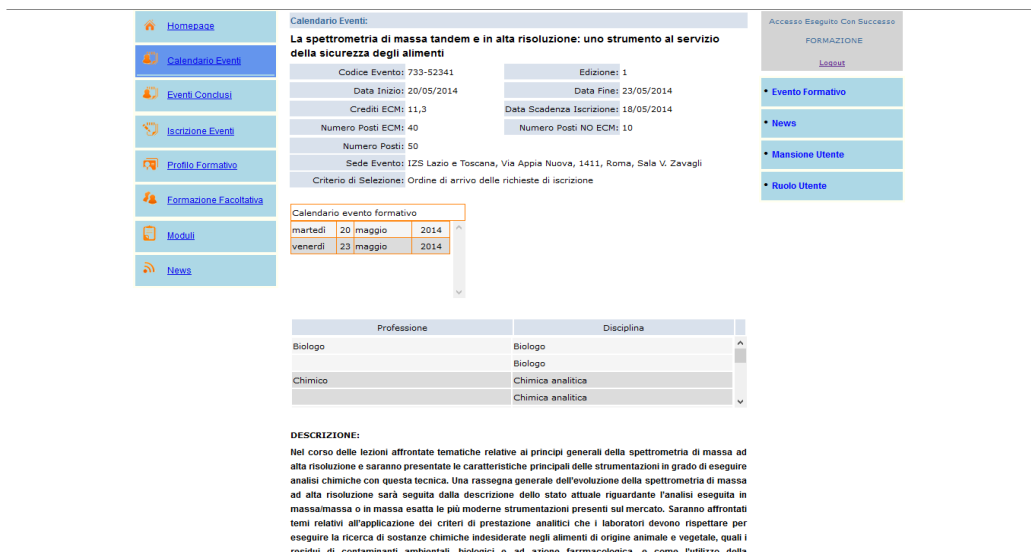 Homepage
Calendario Eventi
Eventi Conclusi
Iscrizione Eventi
Profilo Formativo
Formazione Facoltativa
Moduli
News
Calendario Eventi:
La spettrometria di massa tandem e in alta risoluzione: uno strumento al servizio
della sicurezza degli alimenti
Codice Evento: 733-52341 Edizione: 1
Data Inizio: 20/05/2014 Data Fine: 23/05/2014
Crediti ECM: 11,3 Data Scadenza Iscrizione: 18/05/2014
Numero Posti ECM: 40 Numero Posti NO ECM: 10
Numero Posti: 50
Sede Evento: IZS Lazio e Toscana, Via Appia Nuova, 1411, Roma, Sala V. Zavagli
Criterio di Selezione: Ordine di arrivo delle richieste di iscrizione
Calendario evento formativo
martedì 20 maggio 2014
venerdì 23 maggio 2014
Professione Disciplina
Biologo Biologo
Biologo
Chimico Chimica analitica
Chimica analitica
DESCRIZIONE:
Nel corso delle lezioni affrontate tematiche relative ai principi generali della spettrometria di massa ad
alta risoluzione e saranno presentate le caratteristiche principali delle strumentazioni in grado di eseguire
analisi chimiche con questa tecnica. Una rassegna generale dell'evoluzione della spettrometria di massa
ad alta risoluzione sarà seguita dalla descrizione dello stato attuale riguardante l'analisi eseguita in
massa/massa o in massa esatta le più moderne strumentazioni presenti sul mercato. Saranno affrontati
temi relativi all'applicazione dei criteri di prestazione analitici che i laboratori devono rispettare per
eseguire la ricerca di sostanze chimiche indesiderate negli alimenti di origine animale e vegetale, quali i
residui di contaminanti ambientali, biologici e ad azione farrmacologica, e come l'utilizzo della
Accesso Eseguito Con Successo
FORMAZIONE
Logout
Evento Formativo
News
Mansione Utente
Ruolo Utente